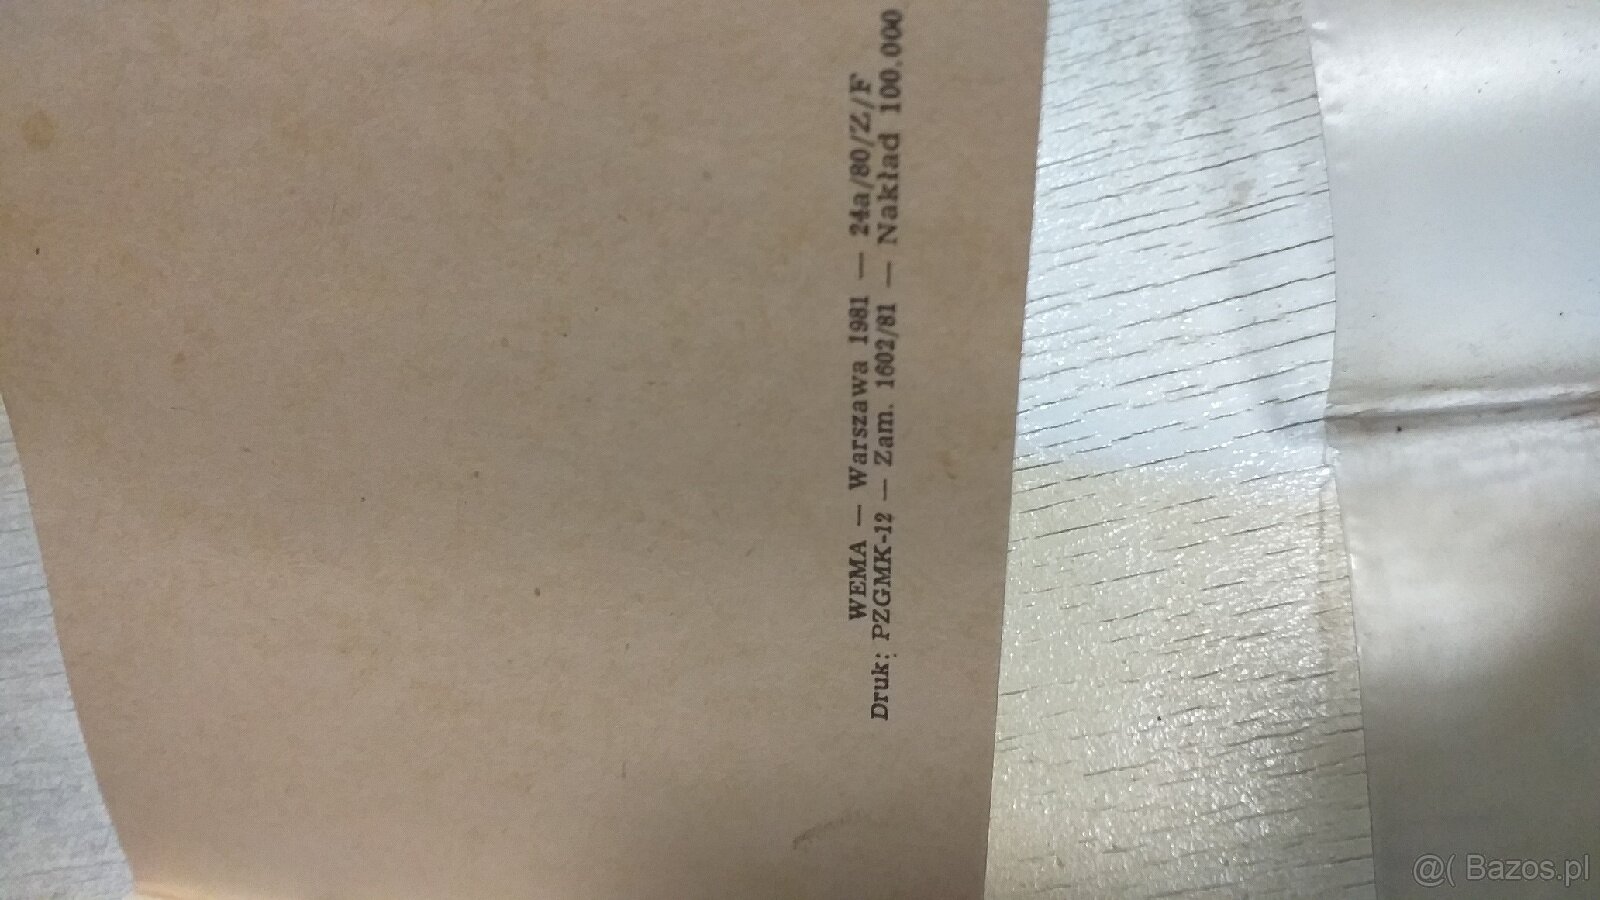 WEMA — Warszawa 1981 — 24a/80/Z/F
Druk: PZGMK-12 — Zam. 1602/81 — Nakład 100.000
@( Bazos.pl